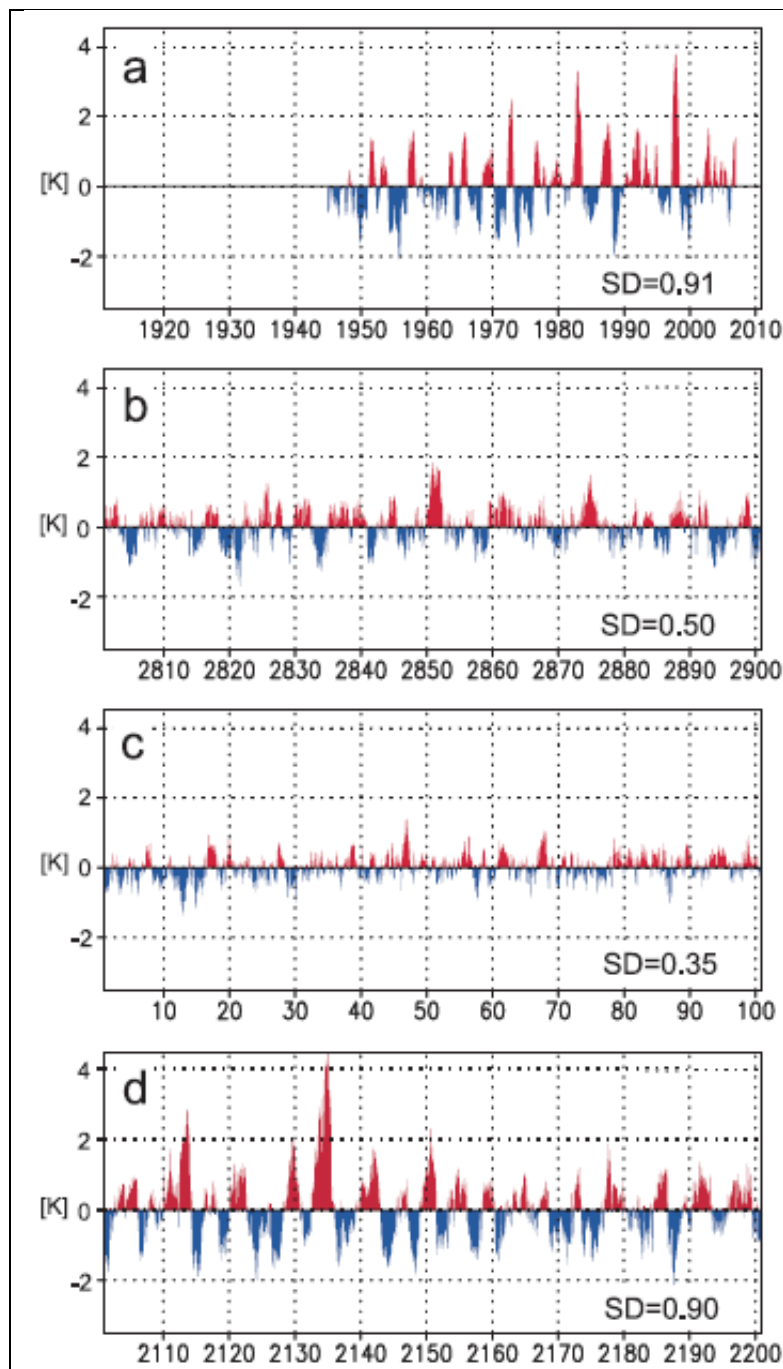 4
a
2
[K] 0
-2
SD=0.91
1920 1930 1940 1950 1960 1970 1980 1990 2000 2010
4
b
2
[K] 0
-2
SD=0.50
2810 2820 2830 2840 2850 2860 2870 2880 2890 2900
4
c
2
[K] 0
-2
SD=0.35
10 20 30 40 50 60 70 80 90 100
4
d
2
[K] 0
-2
SD=0.90
2110 2120 2130 2140 2150 2160 2170 2180 2190 2200